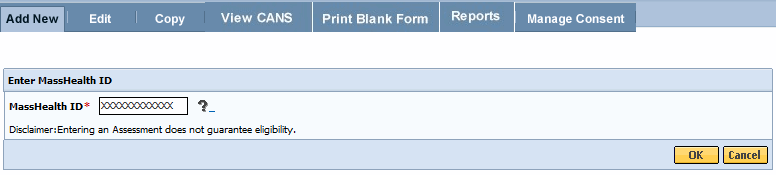 Add New Edit Copy View CANS Print Blank Form Reports Manage Consent
Enter MassHealth ID
MassHealth ID* XXXXXXXXXXXX ?
Disclaimer:Entering an Assessment does not guarantee eligibility.
OK Cancel